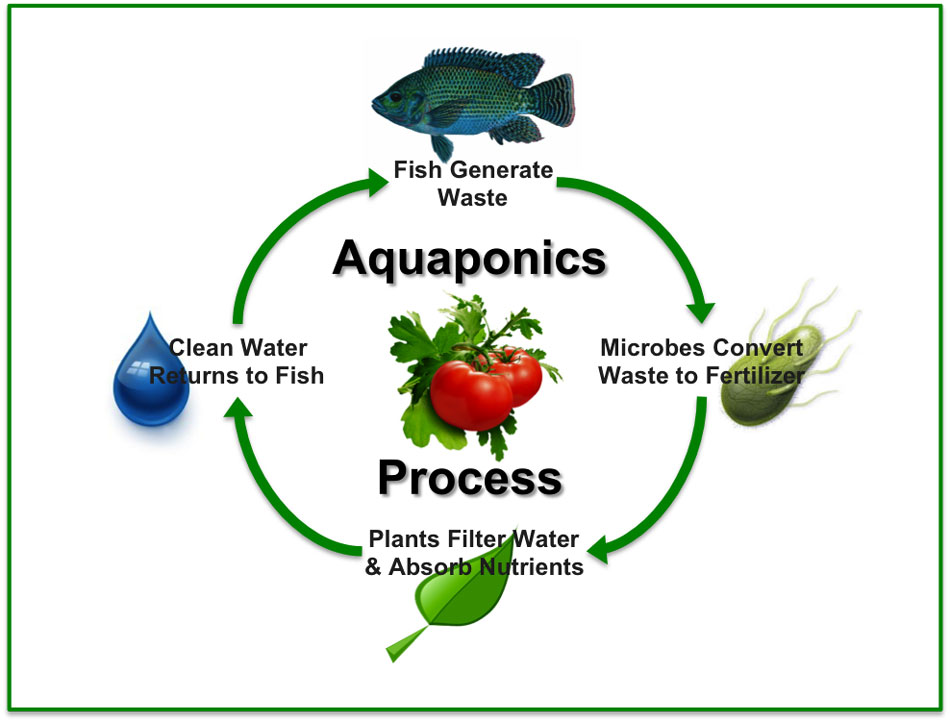 Fish Generate
Waste
Aquaponics
Clean Water
Returns to Fish
Microbes Convert
Waste to Fertilizer
Process
Plants Filter Water
& Absorb Nutrients